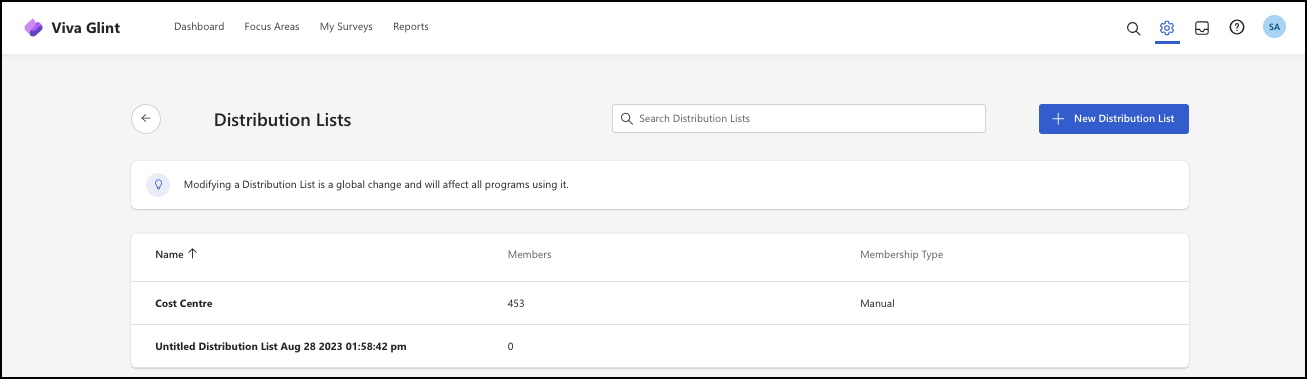 Viva Glint
Dashboard Focus Areas My Surveys Reports
SA
Distribution Lists
Search Distribution Lists
New Distribution List
Modifying a Distribution List is a global change and will affect all programs using it.
Name Members Membership Type
Cost Centre 453 Manual
Untitled Distribution List Aug 28 2023 01:58:42 pm 0